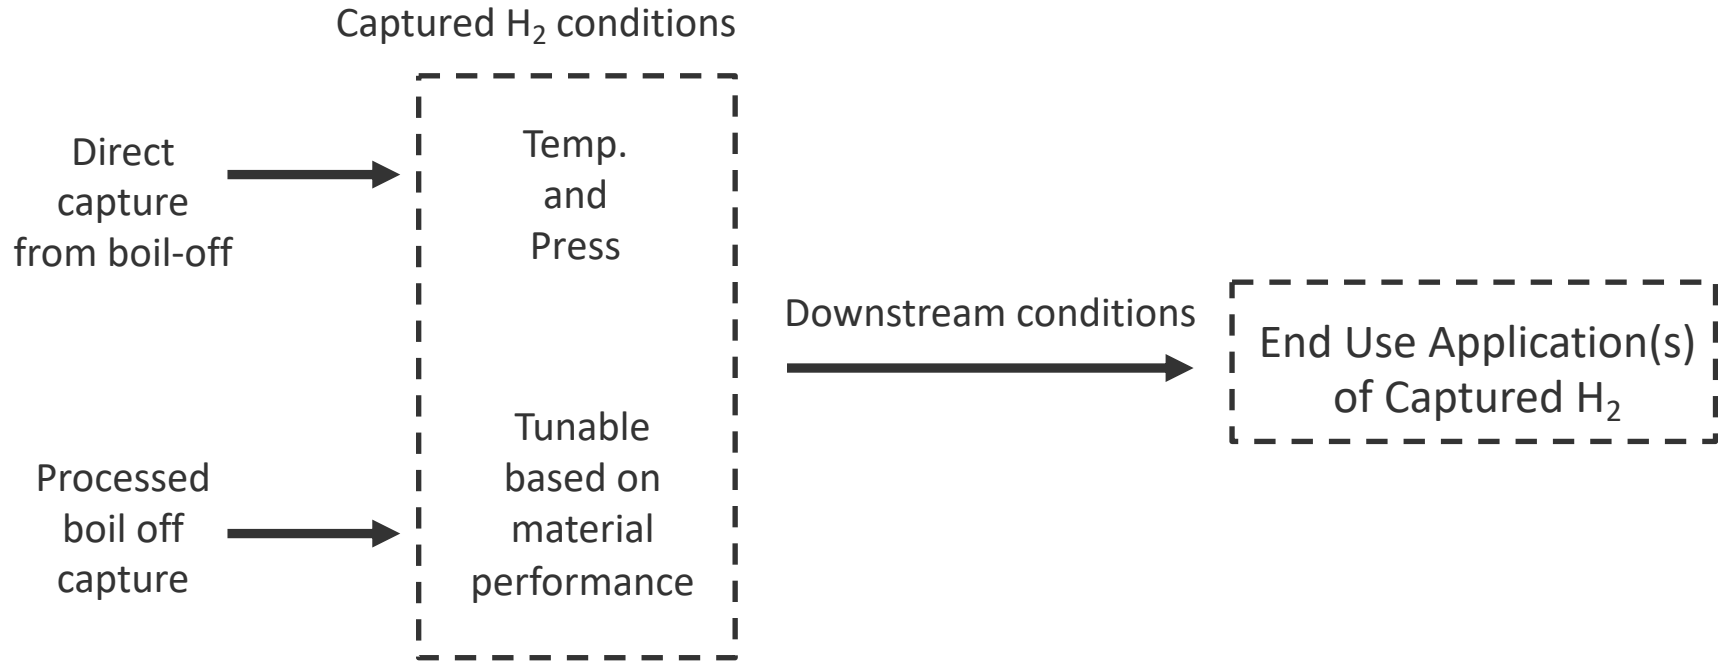 Captured H₂ conditions
Direct
capture
from boil-off
Temp.
and
Press
Processed
boil off
capture
Tunable
based on
material
performance
Downstream conditions
End Use Application(s)
of Captured H₂